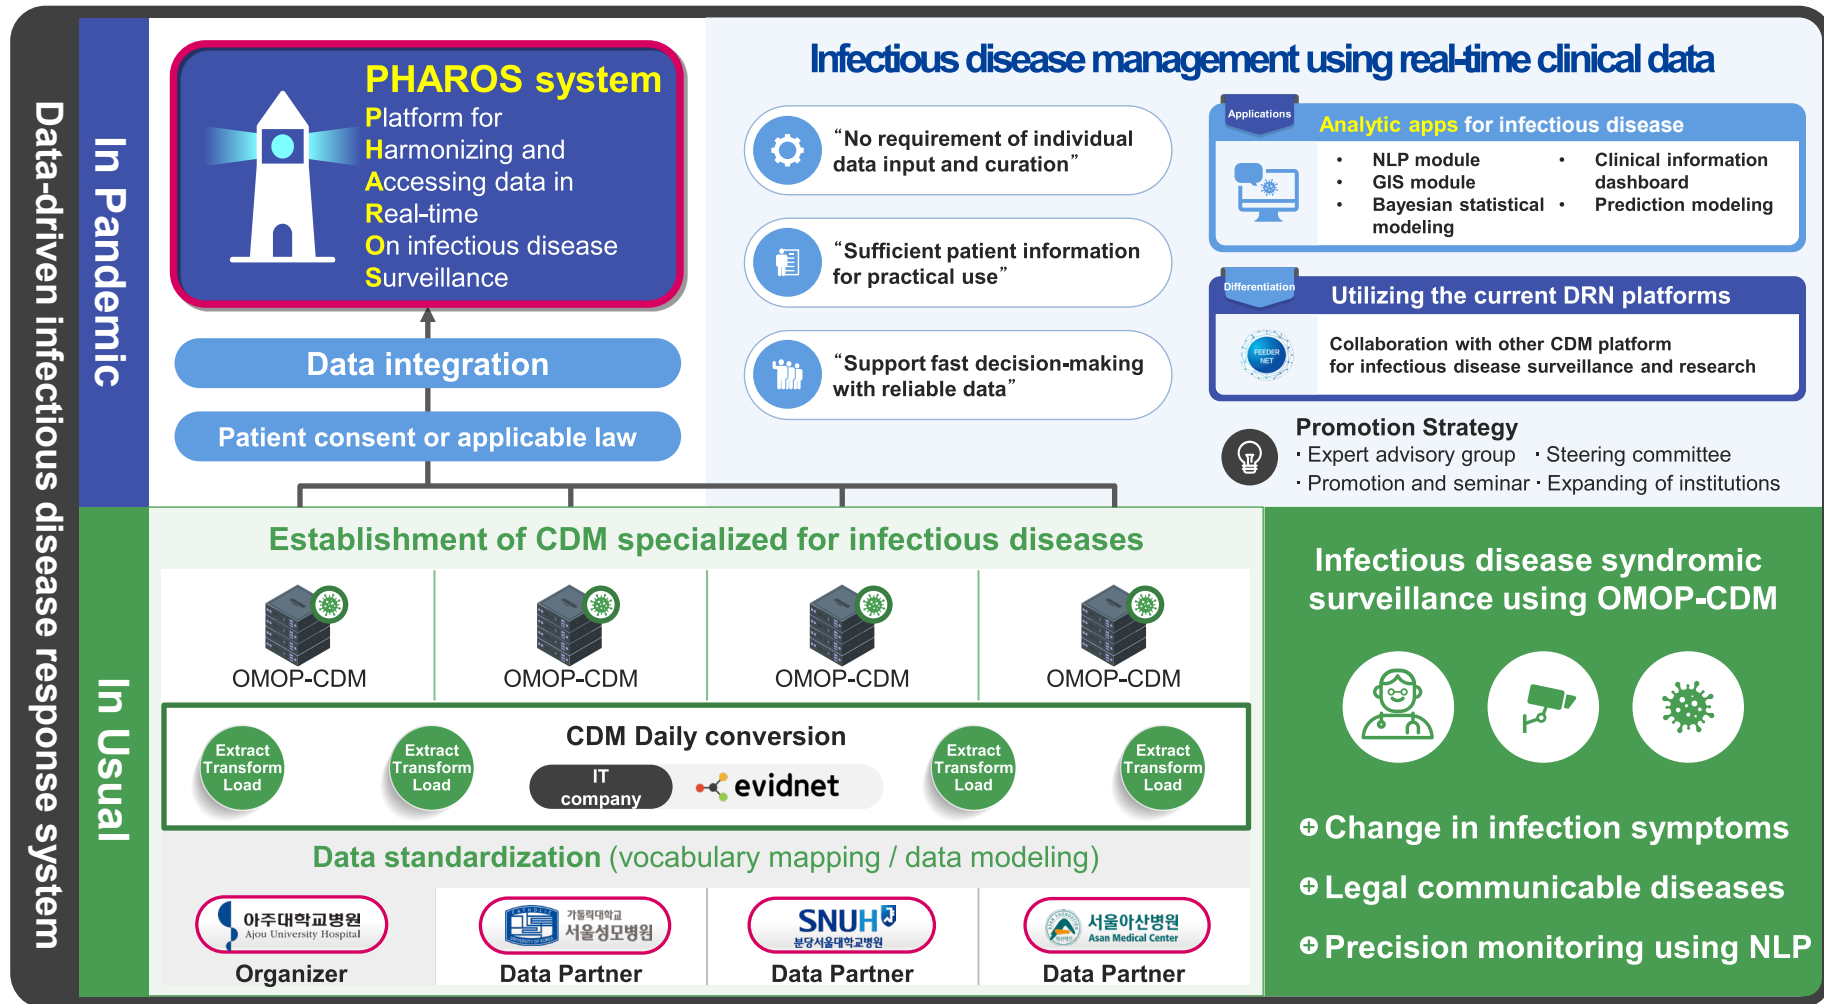 Data-driven infectious disease response system
In Pandemic
PHAROS system
Platform for
Harmonizing and
Accessing data in
Real-time
On infectious disease
Surveillance
Data integration
Patient consent or applicable law
Infectious disease management using real-time clinical data
“No requirement of individual
data input and curation”
“Sufficient patient information
for practical use”
“Support fast decision-making
with reliable data”
Applications
Analytic apps for infectious disease
• NLP module
• GIS module
• Bayesian statistical
modeling
• Clinical information
dashboard
• Prediction modeling
Differentiation
Utilizing the current DRN platforms
FEEDER
NET
Collaboration with other CDM platform
for infectious disease surveillance and research
Promotion Strategy
· Expert advisory group · Steering committee
· Promotion and seminar · Expanding of institutions
In Usual
Establishment of CDM specialized for infectious diseases
OMOP-CDM OMOP-CDM OMOP-CDM OMOP-CDM
Extract
Transform
Load
Extract
Transform
Load
CDM Daily conversion
IT
company
evidnet
Extract
Transform
Load
Extract
Transform
Load
Data standardization (vocabulary mapping / data modeling)
아주대학교병원
Ajou University Hospital
Organizer
CATHOLIC
가톨릭대학교
서울성모병원
Data Partner
SNUH
분당서울대학교병원
Data Partner
서울아산병원
Asan Medical Center
Data Partner
Infectious disease syndromic
surveillance using OMOP-CDM
Change in infection symptoms
Legal communicable diseases
Precision monitoring using NLP